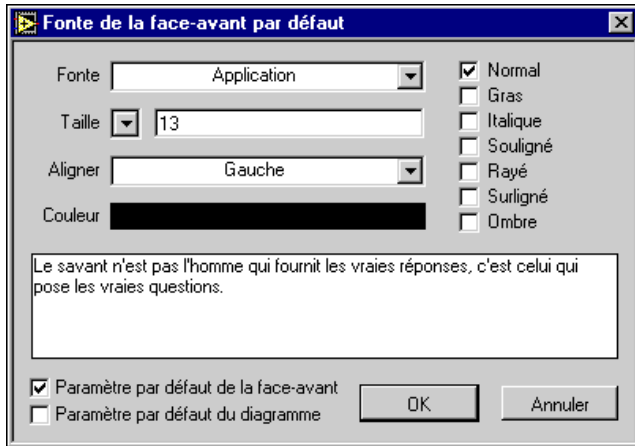 Fonte de la face-avant par défaut
Fonte Application
Taille 13
Aligner Gauche
Couleur
Normal
Gras
Italique
Souligné
Rayé
Surligné
Ombre
Le savant n'est pas l'homme qui fournit les vraies réponses, c'est celui qui
pose les vraies questions.
Paramètre par défaut de la face-avant
Paramètre par défaut du diagramme
OK
Annuler